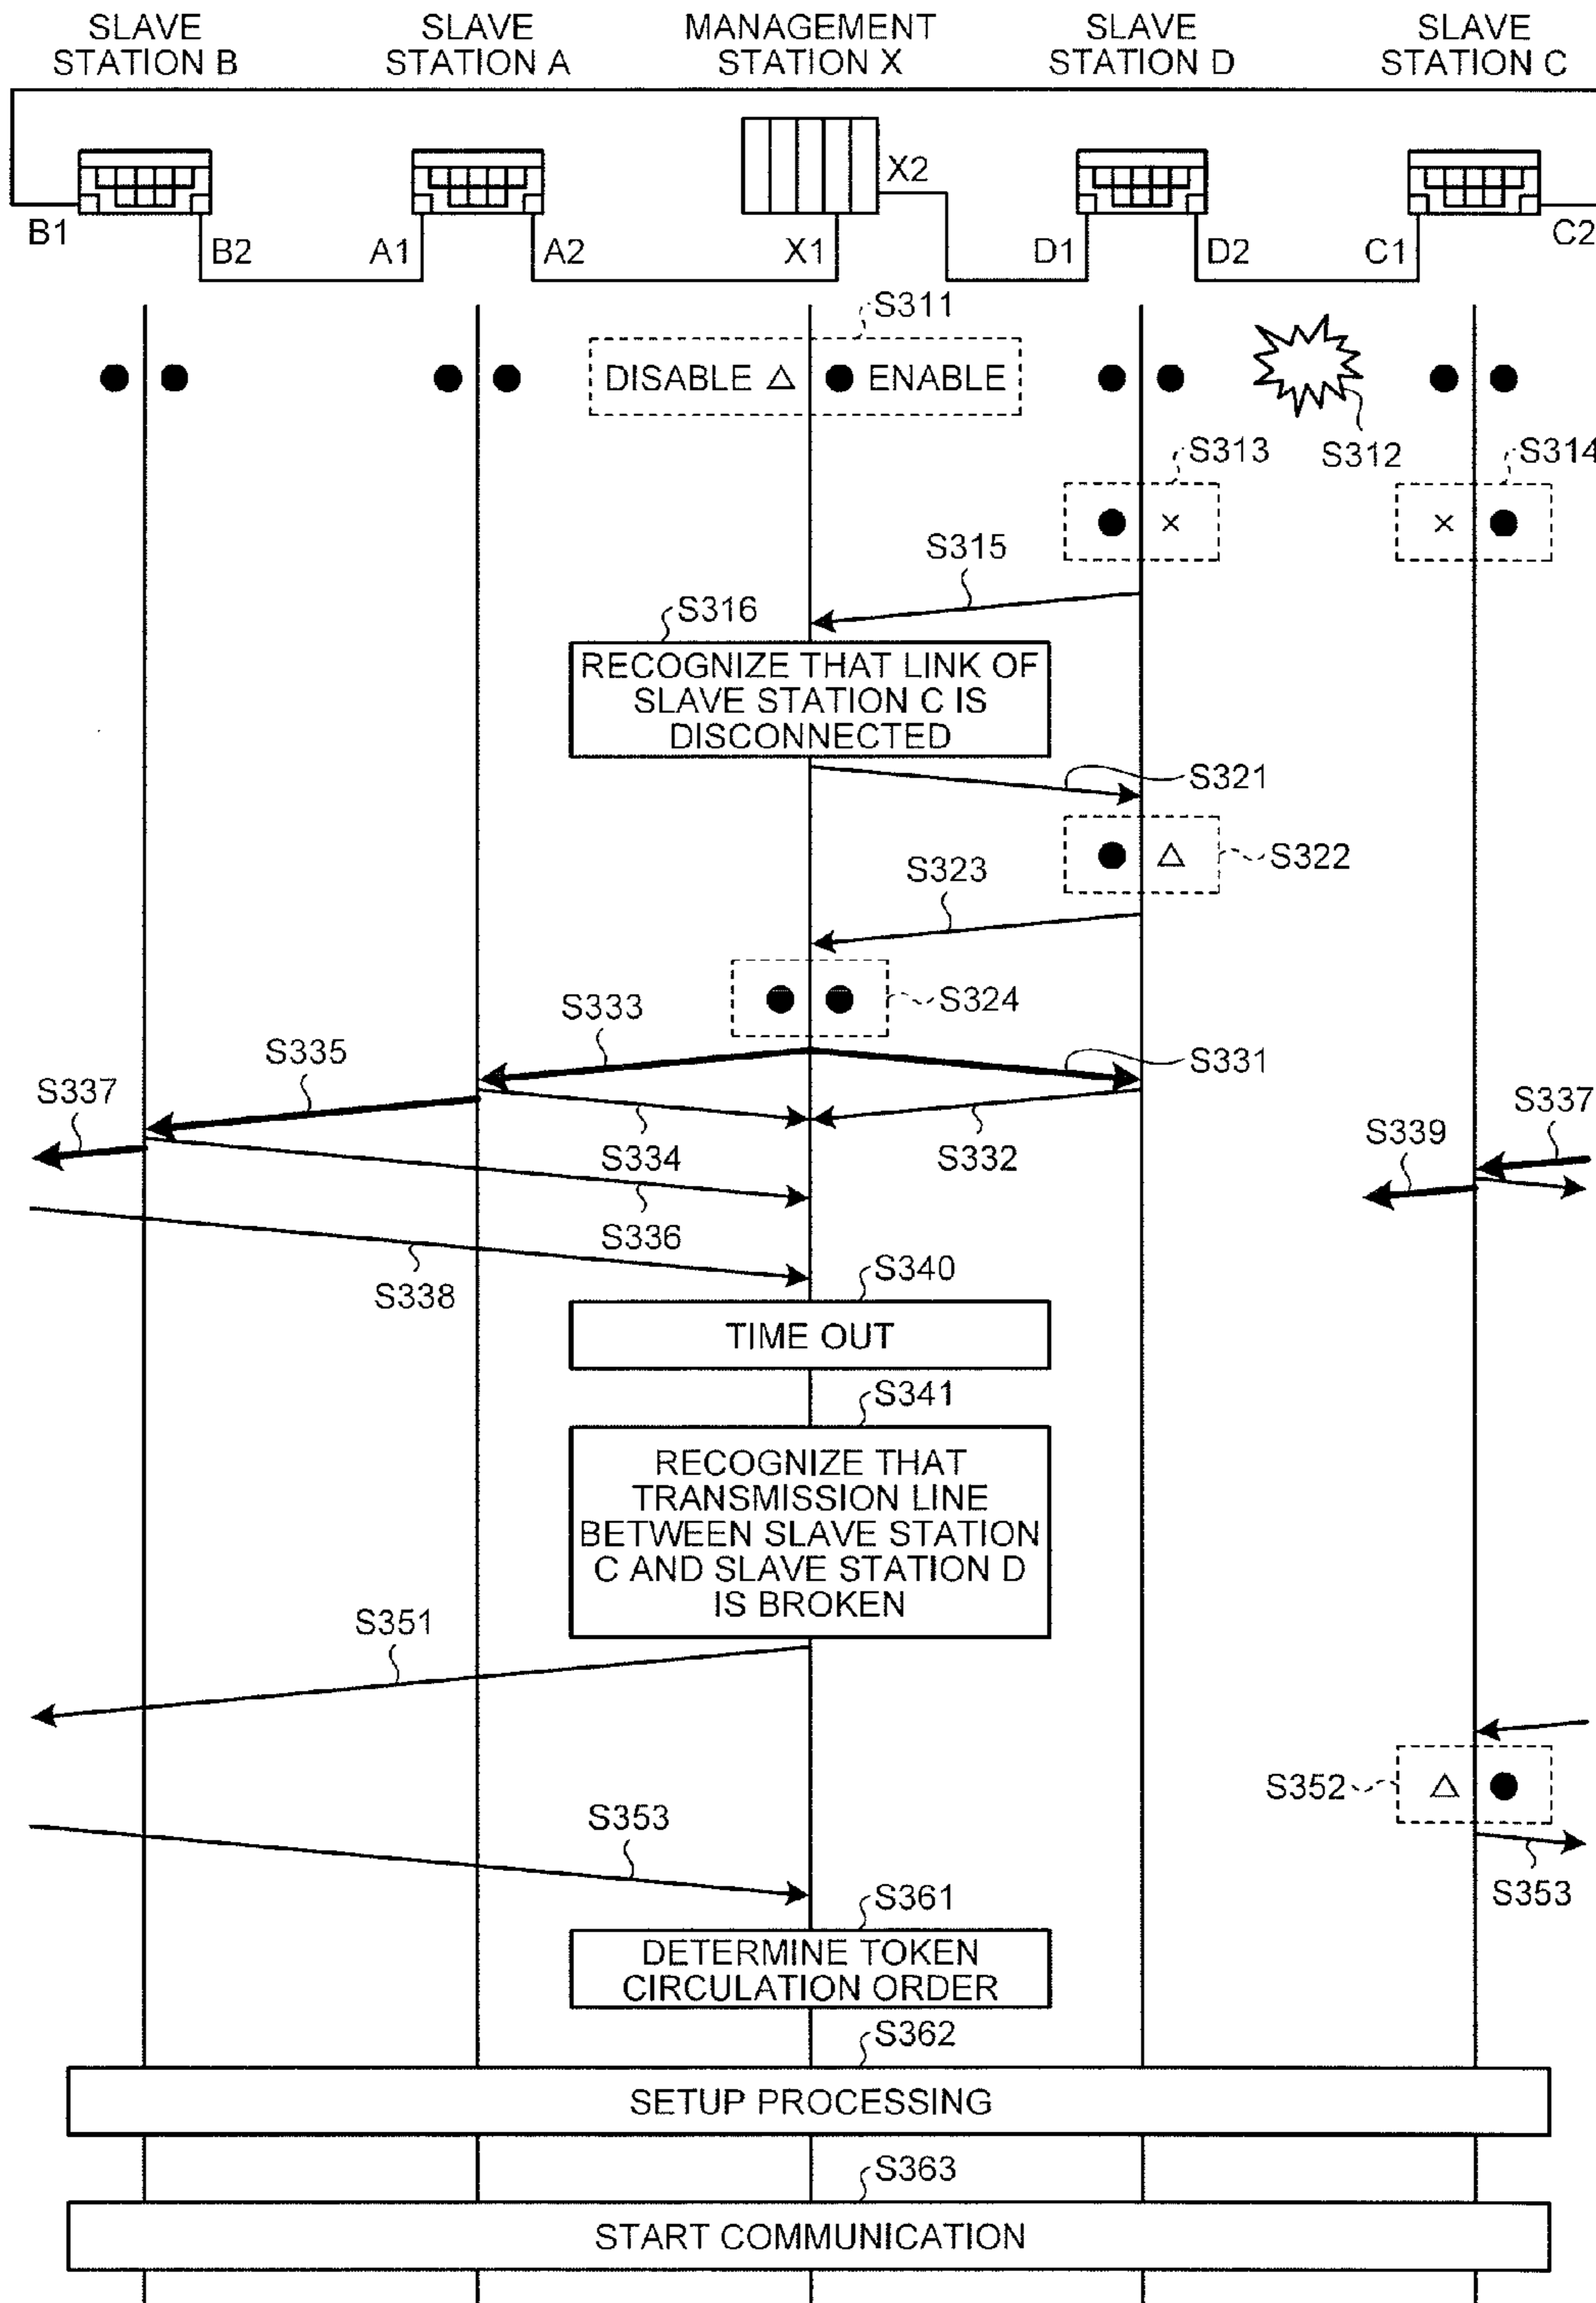 SLAVE STATION B
SLAVE STATION A
MANAGEMENT STATION X
SLAVE STATION D
SLAVE STATION C
X2
B1
B2
A1
A2
X1
D1
D2
C1
C2
S311
DISABLE △ ● ENABLE
S312
S313
S314
×
×
S315
S316
RECOGNIZE THAT LINK OF
SLAVE STATION C IS
DISCONNECTED
S321
S322
S323
S324
S333
S331
S335
S337
S337
S339
S334
S332
S336
S338
S340
TIME OUT
S341
RECOGNIZE THAT
TRANSMISSION LINE
BETWEEN SLAVE STATION
C AND SLAVE STATION D
IS BROKEN
S351
S352
S353
S353
S361
DETERMINE TOKEN
CIRCULATION ORDER
S362
SETUP PROCESSING
S363
START COMMUNICATION